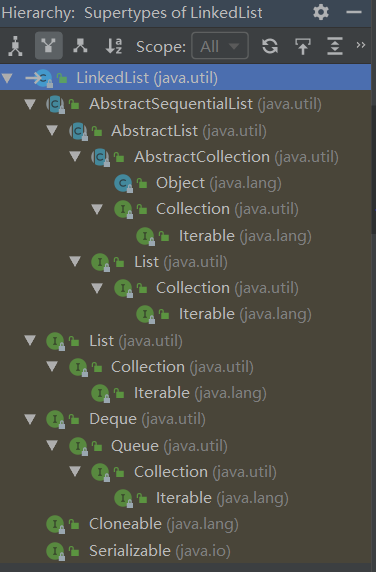 Hierarchy: Supertypes of LinkedList
Scope: All
LinkedList (java.util)
AbstractSequentialList (java.util)
AbstractList (java.util)
AbstractCollection (java.util)
Object (java.lang)
Collection (java.util)
Iterable (java.lang)
List (java.util)
Collection (java.util)
Iterable (java.lang)
List (java.util)
Collection (java.util)
Iterable (java.lang)
Deque (java.util)
Queue (java.util)
Collection (java.util)
Iterable (java.lang)
Cloneable (java.lang)
Serializable (java.io)